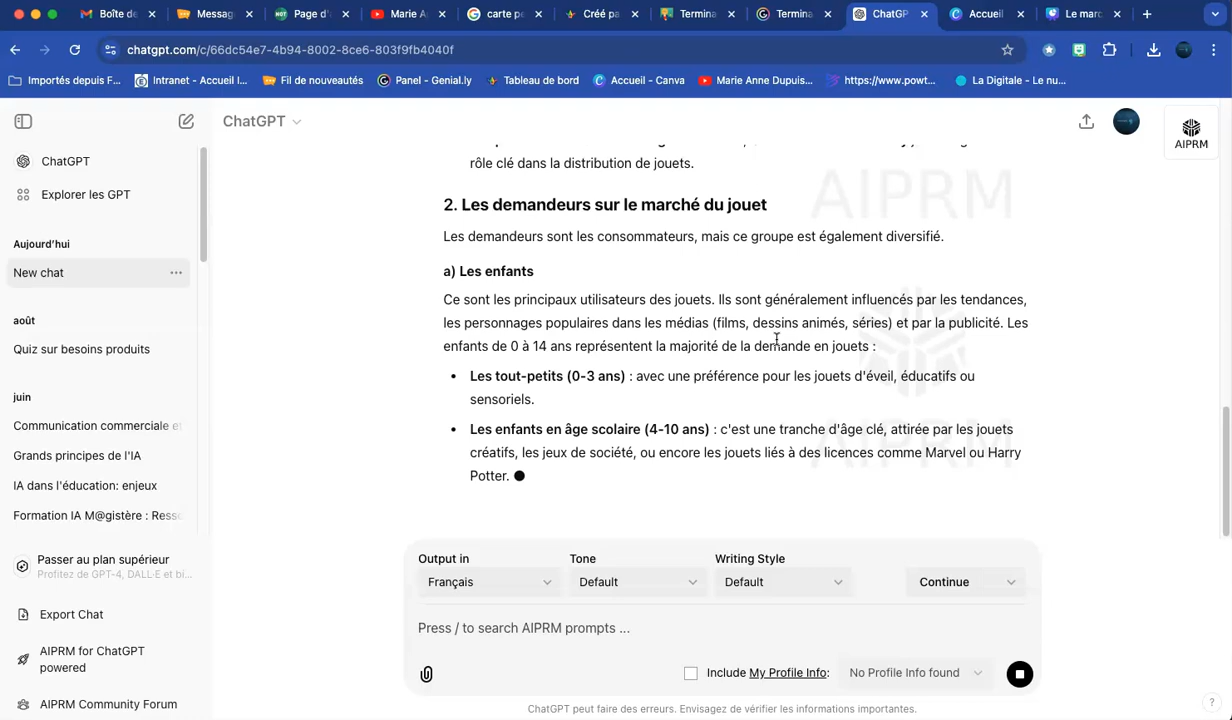 Boîte de
Messag
Page d'a
Marie A
carte pe
Créé pa
Termina
Termina
ChatGP
Accueil
Le marc
chatgpt.com/c/66dc54e7-4b94-8002-8ce6-803f9fb4040f
Importés depuis F...
Intranet - Accueil I...
Fil de nouveautés
Panel - Genial.ly
Tableau de bord
Accueil - Canva
Marie Anne Dupuis...
https://www.powt...
La Digitale - Le nu...
ChatGPT
AIPRM
ChatGPT
Explorer les GPT
Aujourd'hui
New chat
août
Quiz sur besoins produits
juin
Communication commerciale et
Grands principes de l'IA
IA dans l'éducation: enjeux
Formation IA M@gistère : Resso
Passer au plan supérieur
Profitez de GPT-4, DALL·E et bi...
Export Chat
AIPRM for ChatGPT
powered
AIPRM Community Forum
rôle clé dans la distribution de jouets.
AIPRM
2. Les demandeurs sur le marché du jouet
Les demandeurs sont les consommateurs, mais ce groupe est également diversifié.
a) Les enfants
Ce sont les principaux utilisateurs des jouets. Ils sont généralement influencés par les tendances,
les personnages populaires dans les médias (films, dessins animés, séries) et par la publicité. Les
enfants de 0 à 14 ans représentent la majorité de la demande en jouets :
• Les tout-petits (0-3 ans) : avec une préférence pour les jouets d'éveil, éducatifs ou
sensoriels.
• Les enfants en âge scolaire (4-10 ans) : c'est une tranche d'âge clé, attirée par les jouets
créatifs, les jeux de société, ou encore les jouets liés à des licences comme Marvel ou Harry
Potter.
AIPRM
Output in
Tone
Writing Style
Français
Default
Default
Continue
Press / to search AIPRM prompts ...
Include My Profile Info:
No Profile Info found
ChatGPT peut faire des erreurs. Envisagez de vérifier les informations importantes.
?